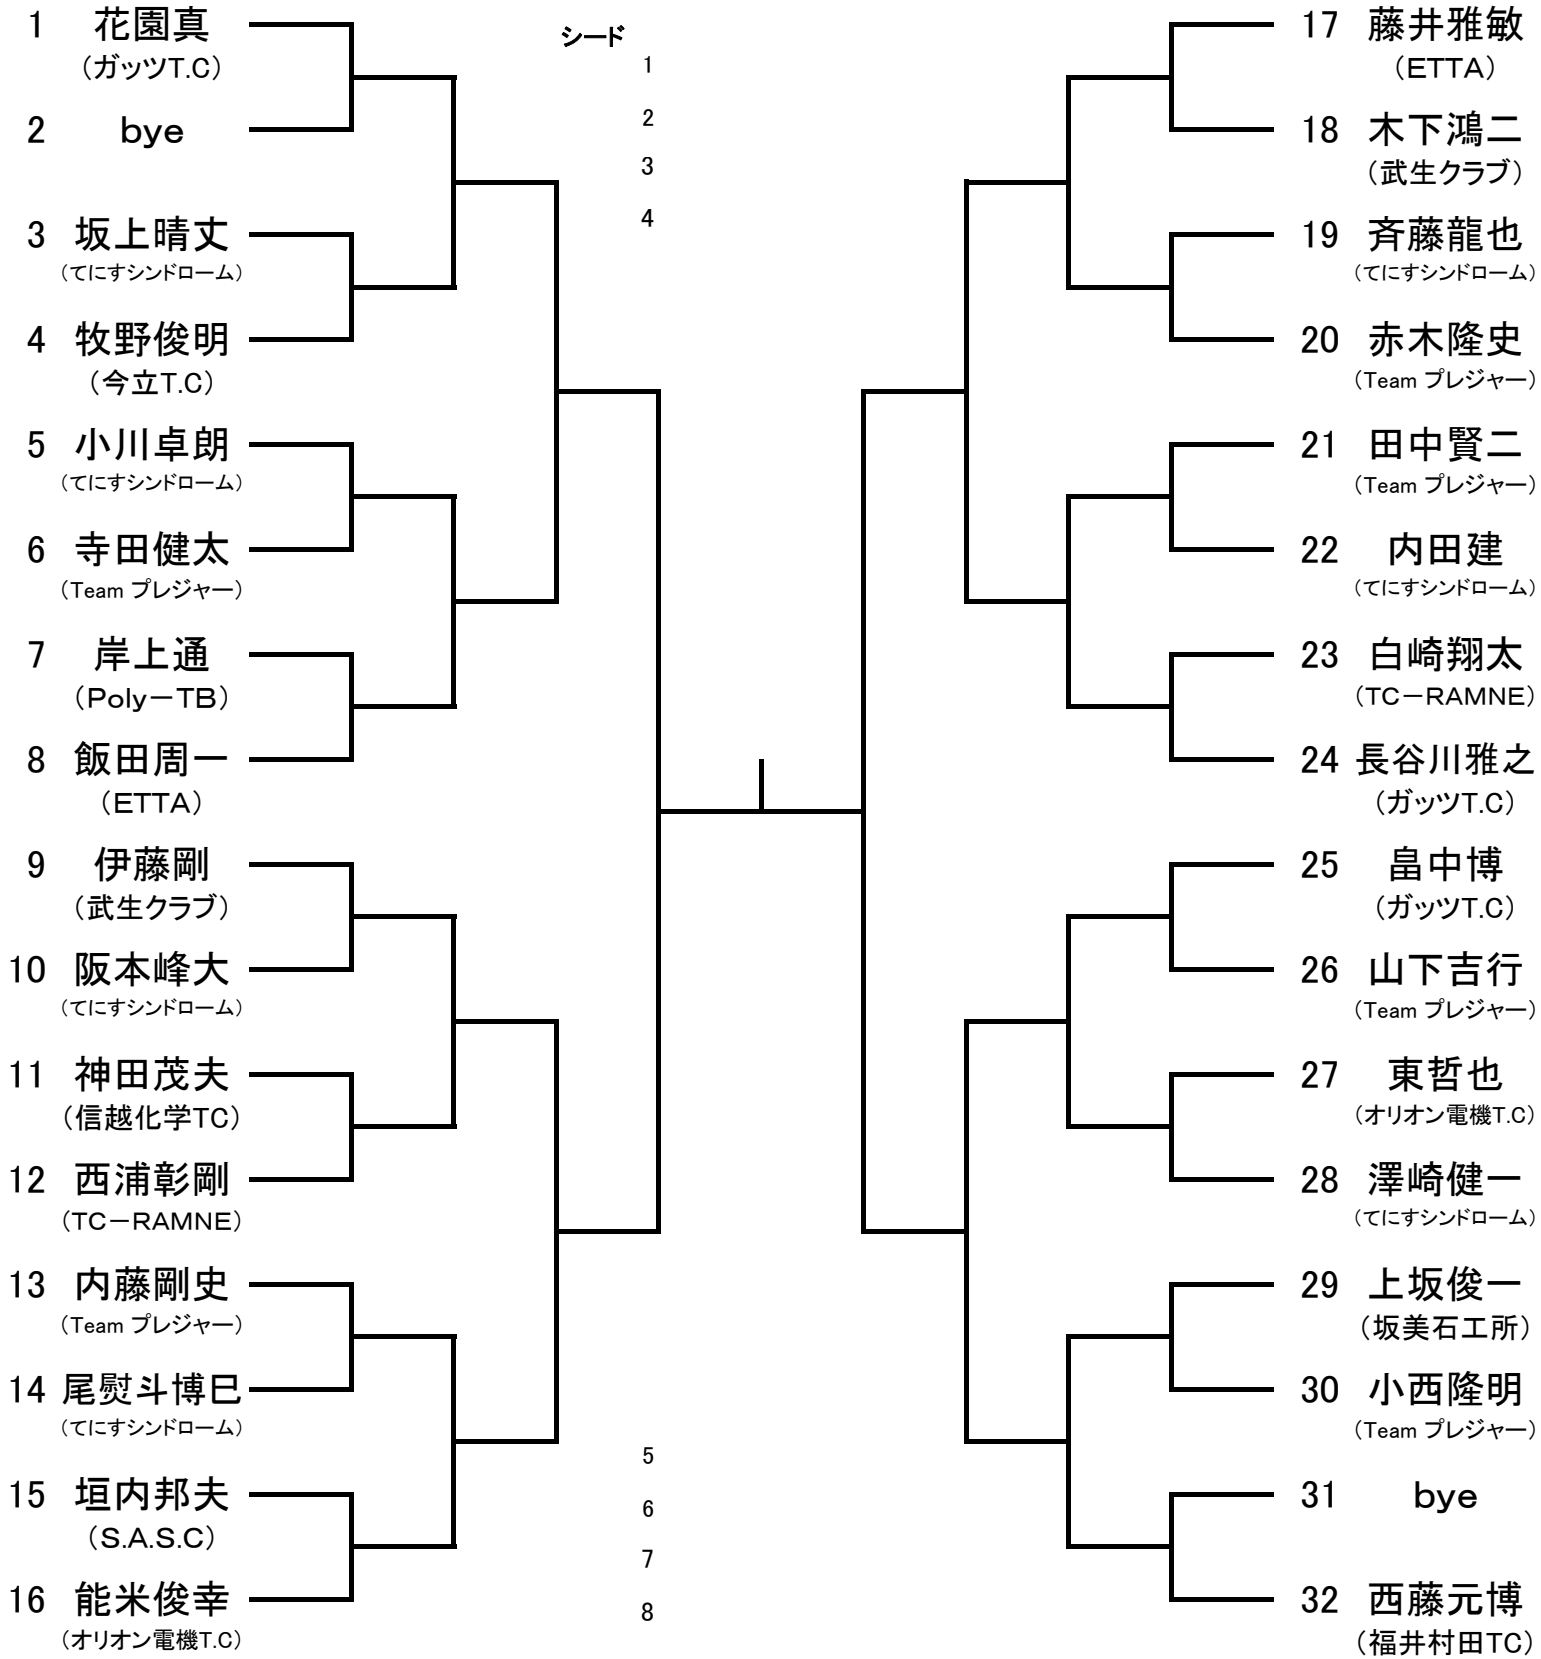 1 花園真
（ガッツT.C）
2 bye
3 坂上晴丈
（てにすシンドローム）
4 牧野俊明
（今立T.C）
5 小川卓朗
（てにすシンドローム）
6 寺田健太
（Team プレジャー）
7 岸上通
（Poly－TB）
8 飯田周一
（ETTA）
9 伊藤剛
（武生クラブ）
10 阪本峰大
（てにすシンドローム）
11 神田茂夫
（信越化学TC）
12 西浦彰剛
（TC－RAMNE）
13 内藤剛史
（Team プレジャー）
14 尾熨斗博巳
（てにすシンドローム）
15 垣内邦夫
（S.A.S.C）
16 能米俊幸
（オリオン電機T.C）
シード
1
2
3
4
5
6
7
8
17 藤井雅敏
（ETTA）
18 木下鴻二
（武生クラブ）
19 斉藤龍也
（てにすシンドローム）
20 赤木隆史
（Team プレジャー）
21 田中賢二
（Team プレジャー）
22 内田建
（てにすシンドローム）
23 白崎翔太
（TC－RAMNE）
24 長谷川雅之
（ガッツT.C）
25 畠中博
（ガッツT.C）
26 山下吉行
（Team プレジャー）
27 東哲也
（オリオン電機T.C）
28 澤崎健一
（てにすシンドローム）
29 上坂俊一
（坂美石工所）
30 小西隆明
（Team プレジャー）
31 bye
32 西藤元博
（福井村田TC）